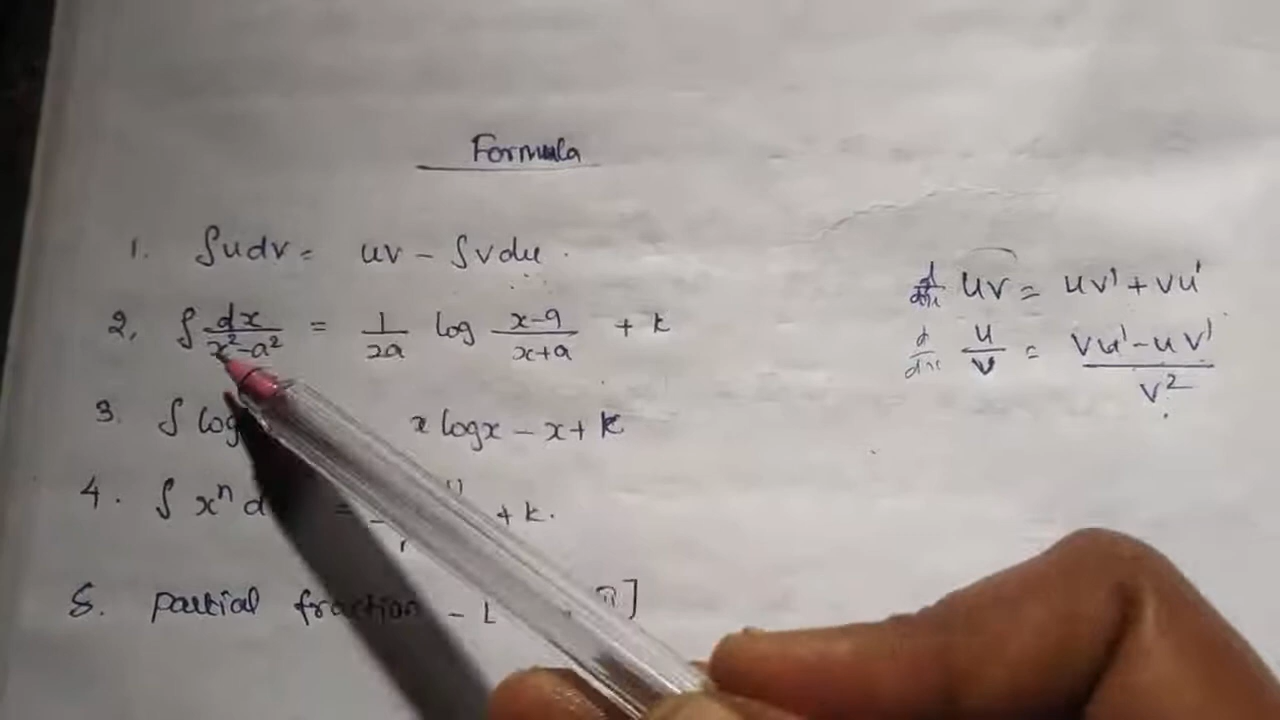 Formula
1. ∫udv = uv - ∫vdu.
2, ∫ dx/x²-a² = 1/2a log x-a/x+a + k
3. ∫ log x log x - x + k
4. ∫ xⁿ d = + k.
5. partial fraction -
d/dx uv = uv' + vu'
d/dx u/v = vu' - uv'/v²